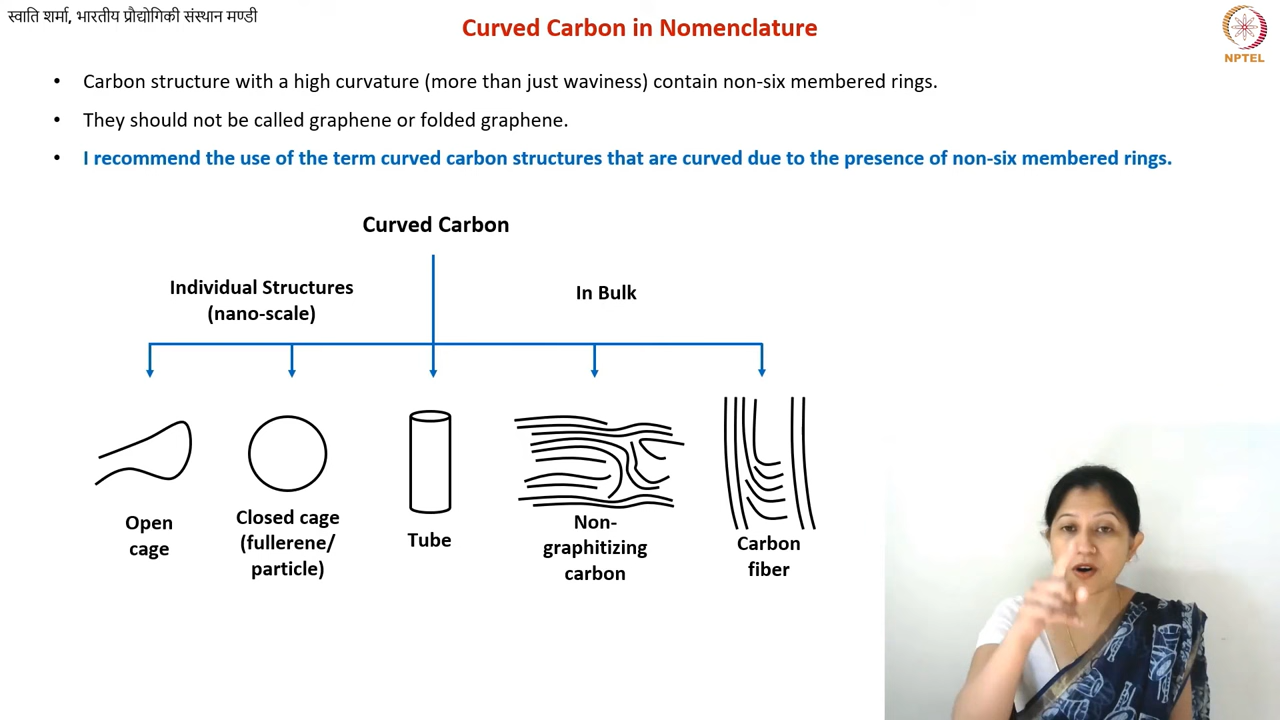 स्वाति शर्मा, भारतीय प्रौद्योगिकी संस्थान मण्डी
Curved Carbon in Nomenclature
NPTEL
• Carbon structure with a high curvature (more than just waviness) contain non-six membered rings.
• They should not be called graphene or folded graphene.
• I recommend the use of the term curved carbon structures that are curved due to the presence of non-six membered rings.
Curved Carbon
Individual Structures
(nano-scale)
In Bulk
Open
cage
Closed cage
(fullerene/
particle)
Tube
Non-
graphitizing
carbon
Carbon
fiber